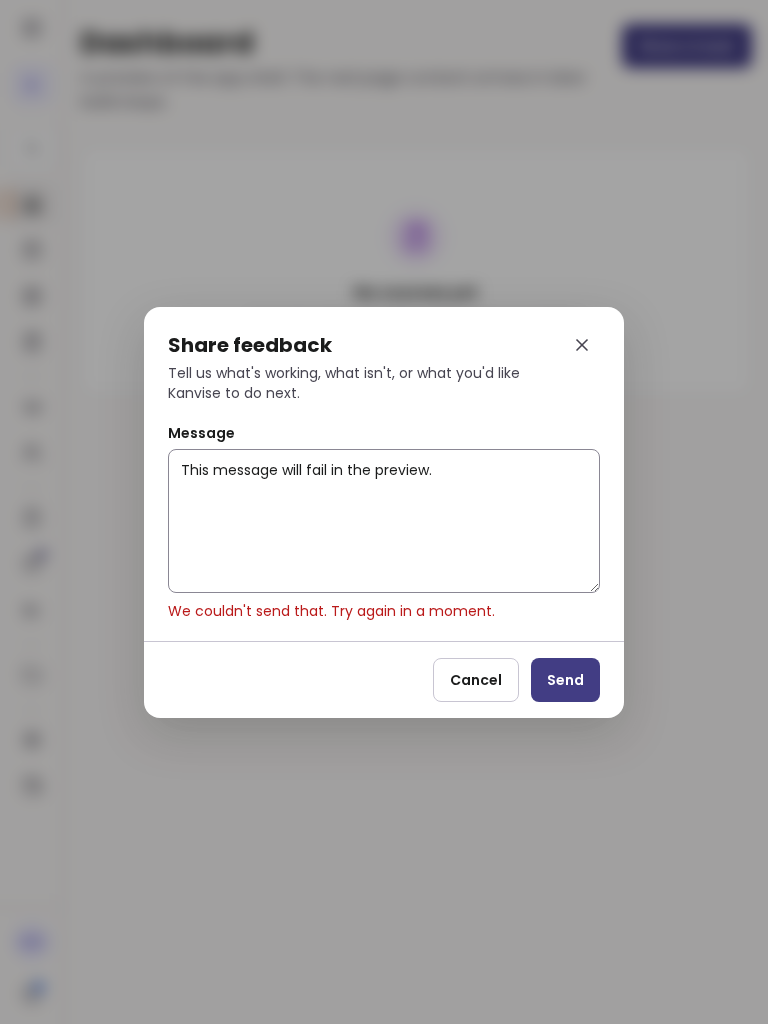 Dashboard
Share feedback
Tell us what's working, what isn't, or what you'd like
Kanvise to do next.
Message
This message will fail in the preview.
We couldn't send that. Try again in a moment.
Cancel
Send